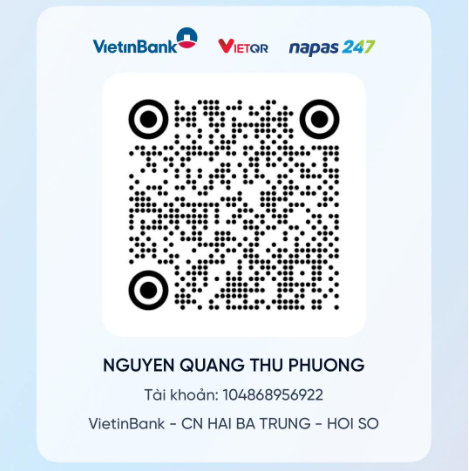 VietinBank VIETQR napas 247
NGUYEN QUANG THU PHUONG
Tài khoản: 104868956922
VietinBank - CN HAI BA TRUNG - HOI SO